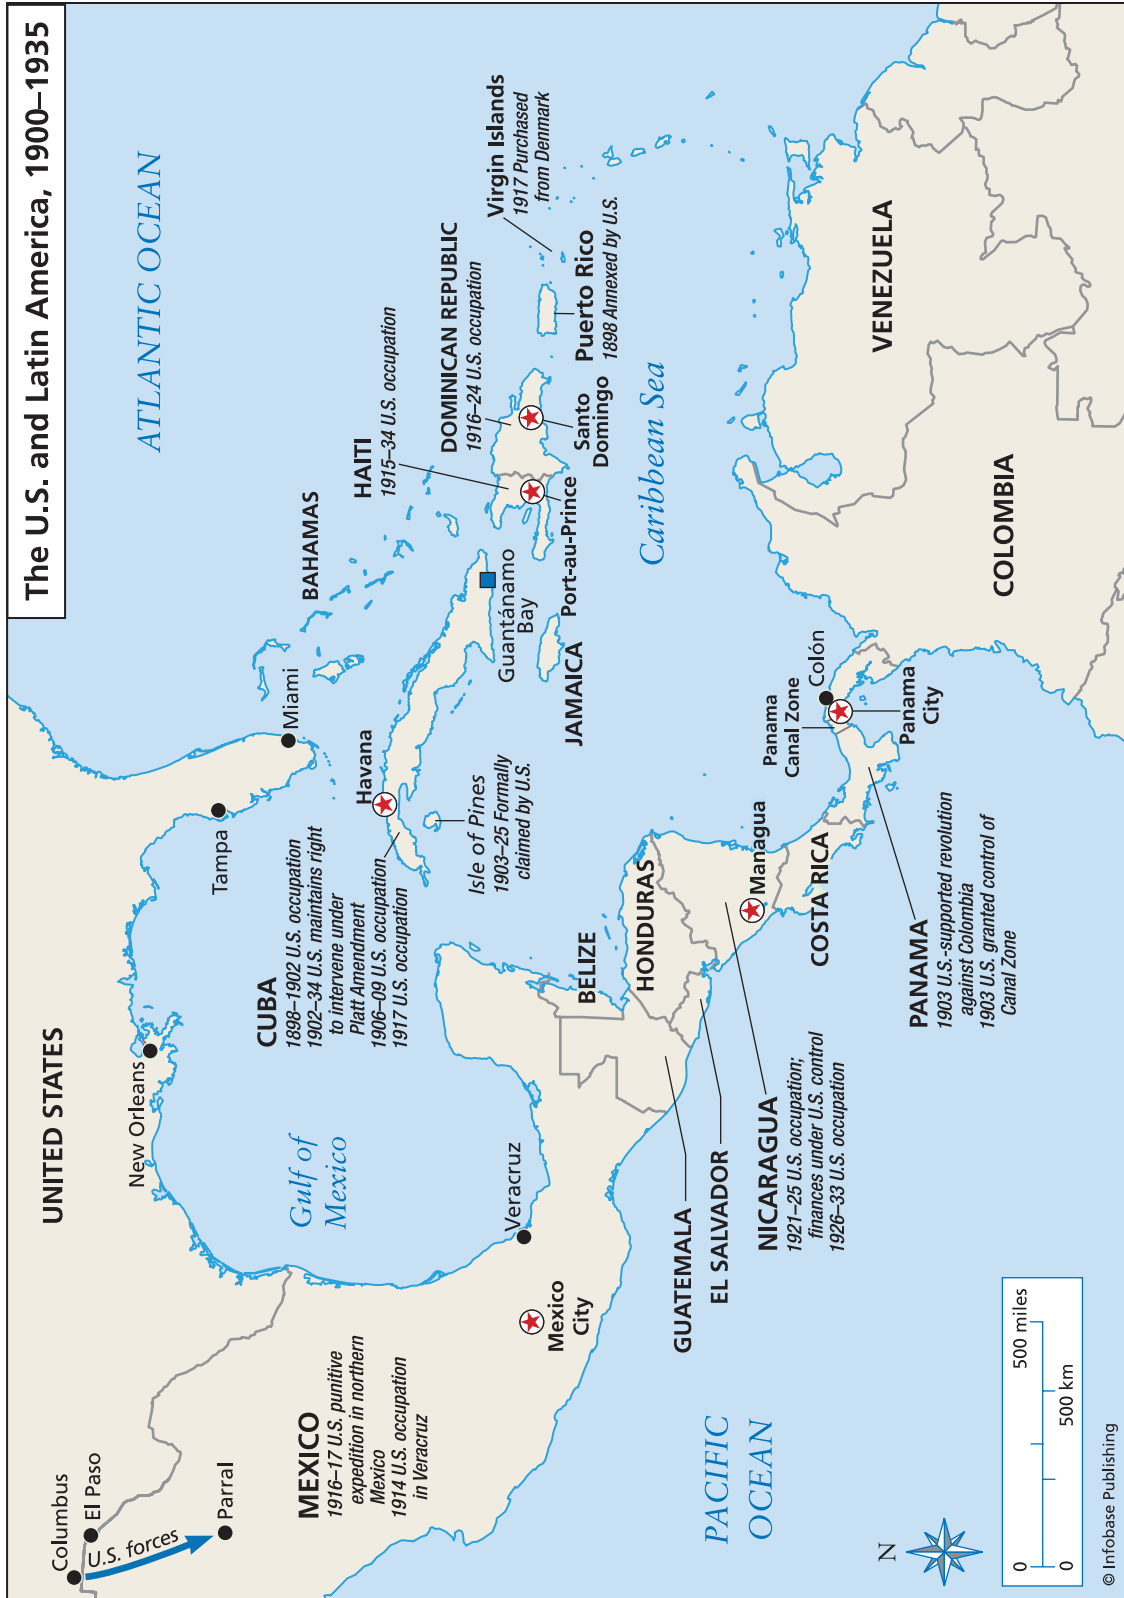 The U.S. and Latin America, 1900–1935
UNITED STATES
ATLANTIC OCEAN
Columbus
El Paso
U.S. forces
Parral
New Orleans
Tampa
Miami
Gulf of
Mexico
BAHAMAS
MEXICO
1916–17 U.S. punitive
expedition in northern
Mexico
1914 U.S. occupation
in Veracruz
CUBA
1898–1902 U.S. occupation
1902–34 U.S. maintains right
to intervene under
Platt Amendment
1906–09 U.S. occupation
1917 U.S. occupation
Havana
HAITI
1915–34 U.S. occupation
DOMINICAN REPUBLIC
1916–24 U.S. occupation
Virgin Islands
1917 Purchased
from Denmark
Isle of Pines
1903–25 Formally
claimed by U.S.
Guantánamo
Bay
Veracruz
Mexico
City
JAMAICA
Port-au-Prince
Santo
Domingo
Puerto Rico
1898 Annexed by U.S.
BELIZE
HONDURAS
Caribbean Sea
GUATEMALA
EL SALVADOR
NICARAGUA
1921–25 U.S. occupation;
finances under U.S. control
1926–33 U.S. occupation
Managua
COSTA RICA
Panama
Canal Zone
Colón
Panama
City
VENEZUELA
COLOMBIA
PANAMA
1903 U.S.-supported revolution
against Colombia
1903 U.S. granted control of
Canal Zone
PACIFIC
OCEAN
N
0
500 miles
0
500 km
© Infobase Publishing